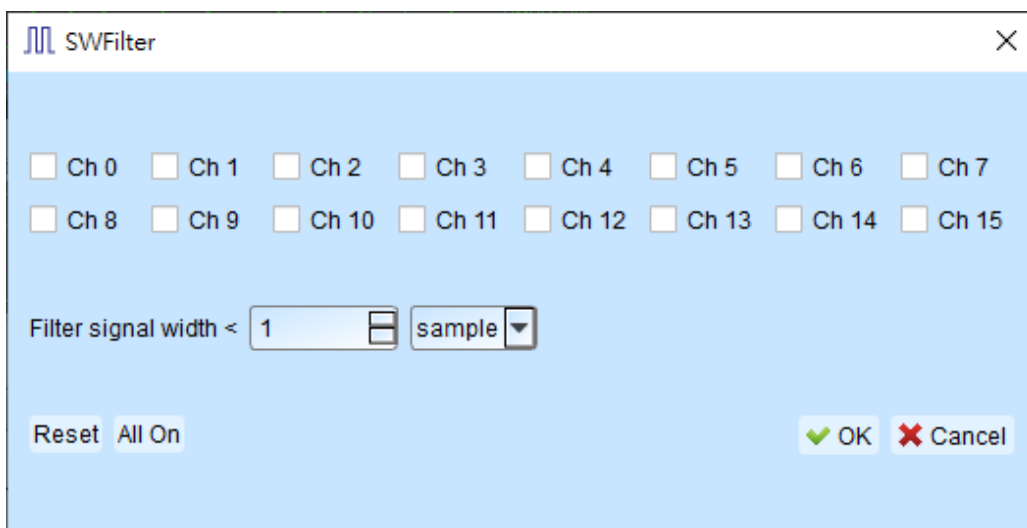 SWFilter
Ch 0 Ch 1 Ch 2 Ch 3 Ch 4 Ch 5 Ch 6 Ch 7
Ch 8 Ch 9 Ch 10 Ch 11 Ch 12 Ch 13 Ch 14 Ch 15
Filter signal width < 1 sample
Reset All On OK Cancel